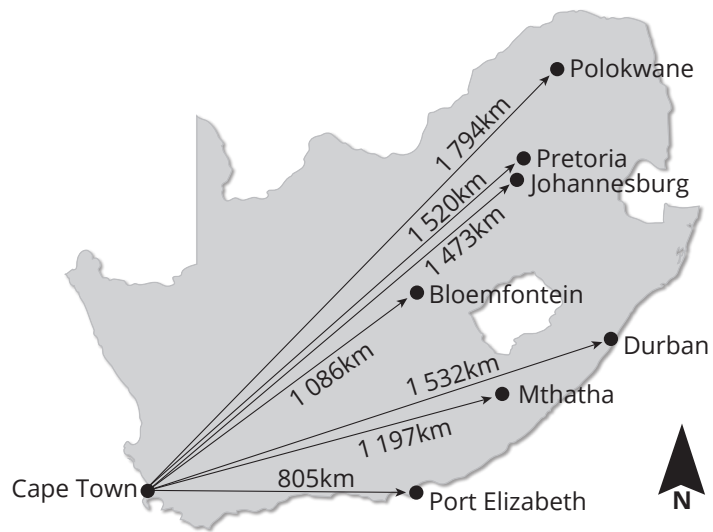 Polokwane
1 794km
Pretoria
Johannesburg
1 520km
1 473km
Bloemfontein
Durban
1 086km
1 532km
Mthatha
1 197km
805km
Cape Town
Port Elizabeth
N